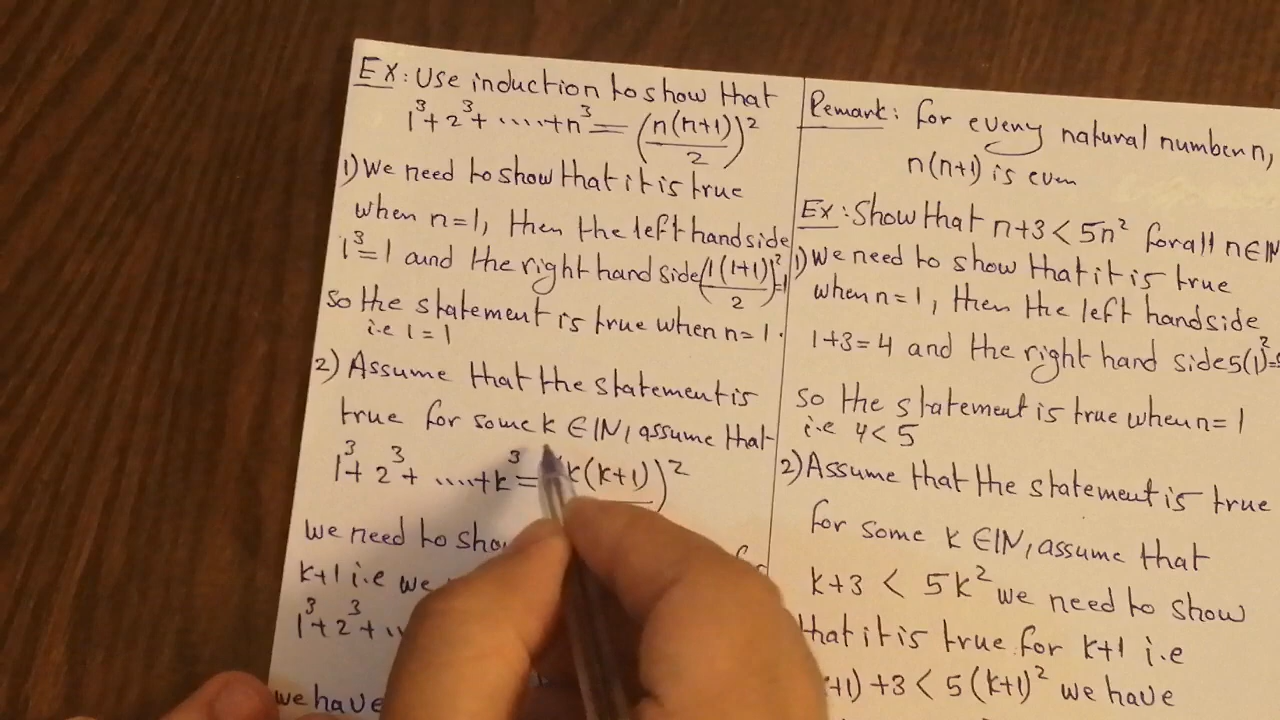 Ex: Use induction to show that
1³+2³+.....+n³=(n(n+1)/2)²
1) We need to show that it is true
when n=1, then the left hand side
1³=1 and the right hand side (1(1+1)/2)²=1
so the statement is true when n=1.
i.e 1=1
2) Assume that the statement is
true for some k∈ℕ, assume that
1³+2³+.....+k³= k(k+1))²
we need to
k+1 i.e we
1³+2³+..
we have
Remark: for every natural number n,
n(n+1) is even
Ex: Show that n+3<5n² for all n∈ℕ
1) We need to show that it is true
when n=1, then the left hand side
1+3=4 and the right hand side 5(1)²=
so the statement is true when n=1
i.e 4<5
2) Assume that the statement is true
for some k∈ℕ, assume that
k+3 < 5k² we need to show
that it is true for k+1 i.e
+1)+3<5(k+1)² we have